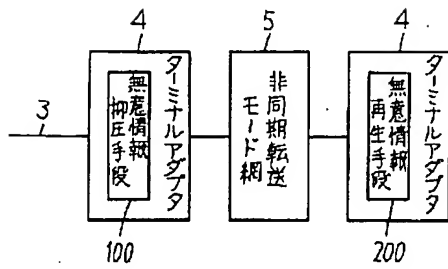 4
5
4
3
ターミナルアダプタ
無意情報
抑圧手段
非同期転送
モード網
ターミナルアダプタ
無意情報
再生手段
100
200